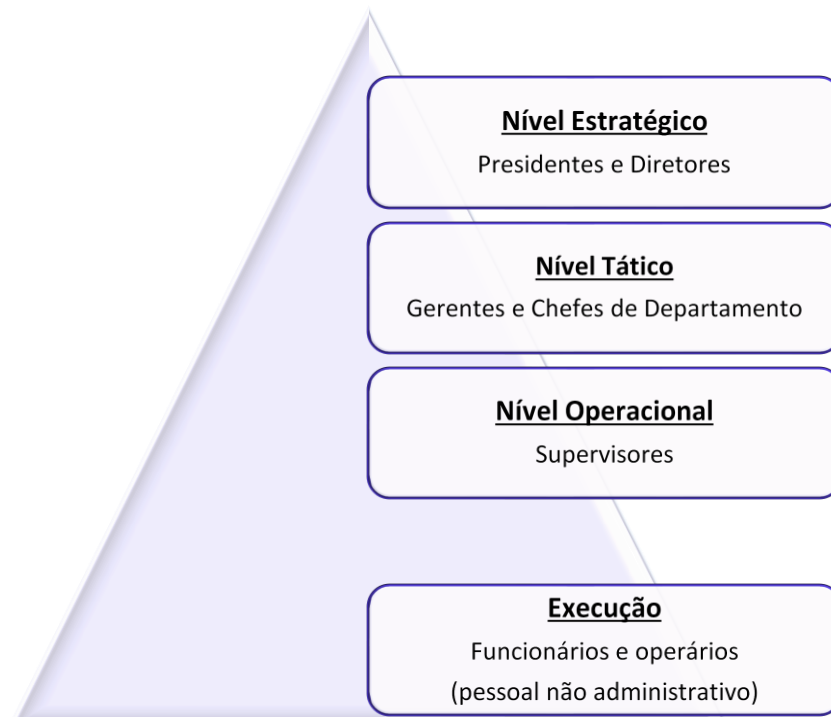 Nível Estratégico
Presidentes e Diretores
Nível Tático
Gerentes e Chefes de Departamento
Nível Operacional
Supervisores
Execução
Funcionários e operários
(pessoal não administrativo)